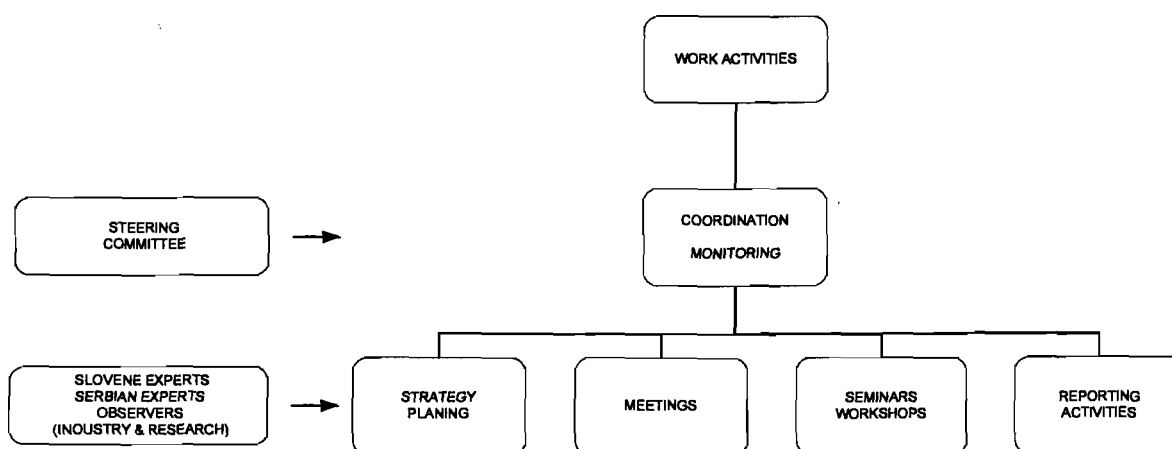 WORK ACTIVITIES
STEERING
COMMITTEE
COORDINATION
MONITORING
SLOVENE EXPERTS
SERBIAN EXPERTS
OBSERVERS
(INDUSTRY & RESEARCH)
STRATEGY
PLANING
MEETINGS
SEMINARS
WORKSHOPS
REPORTING
ACTIVITIES